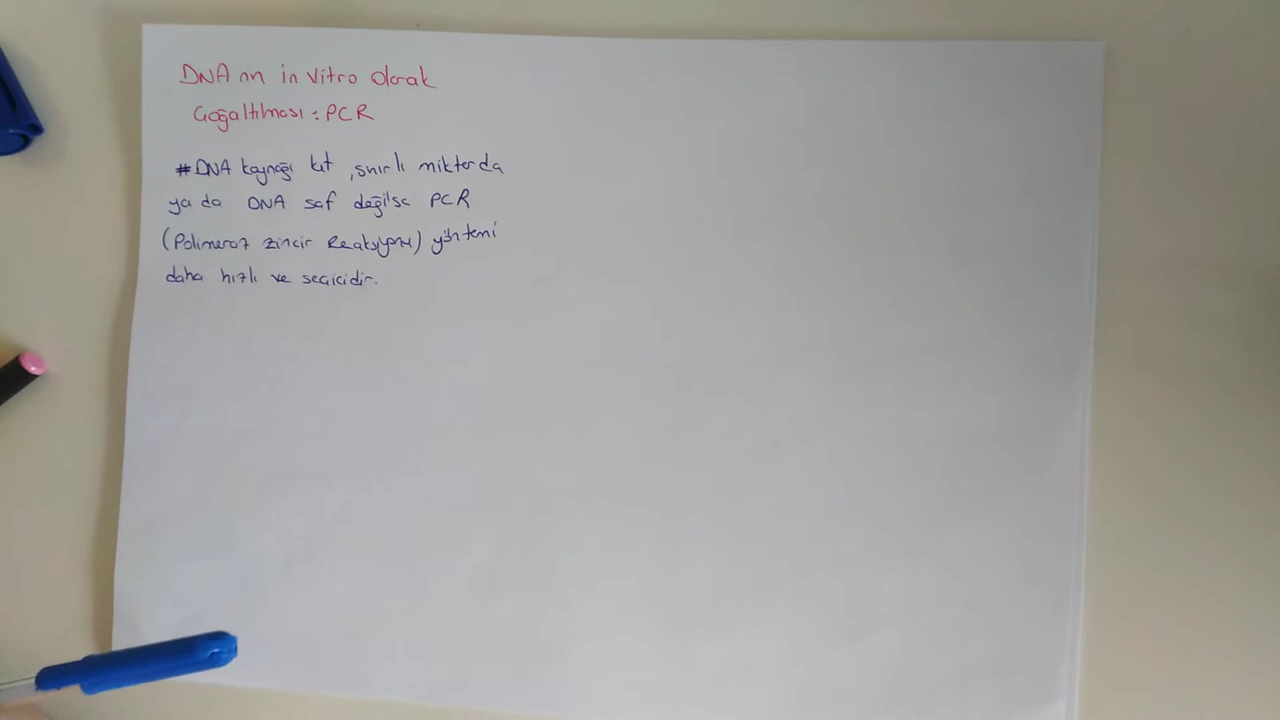 DNA nın in vitro olarak
Çoğaltılması : PCR
# DNA kaynağı kıt , sınırlı miktarda
ya da DNA saf değilse PCR
(Polimeraz zincir Reaksiyonu) yöntemi
daha hızlı ve seçicidir.